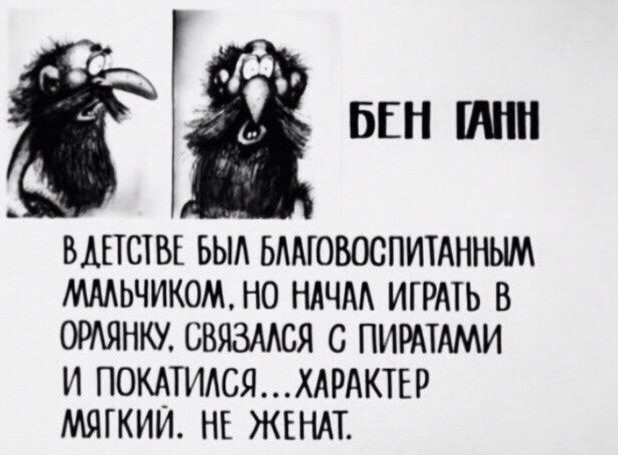 БЕН ГАНН
В ДЕТСТВЕ БЫЛ БЛАГОВОСПИТАННЫМ
МАЛЬЧИКОМ, НО НАЧАЛ ИГРАТЬ В
ОРЛЯНКУ, СВЯЗАЛСЯ С ПИРАТАМИ
И ПОКАТИЛСЯ...ХАРАКТЕР
МЯГКИЙ. НЕ ЖЕНАТ.